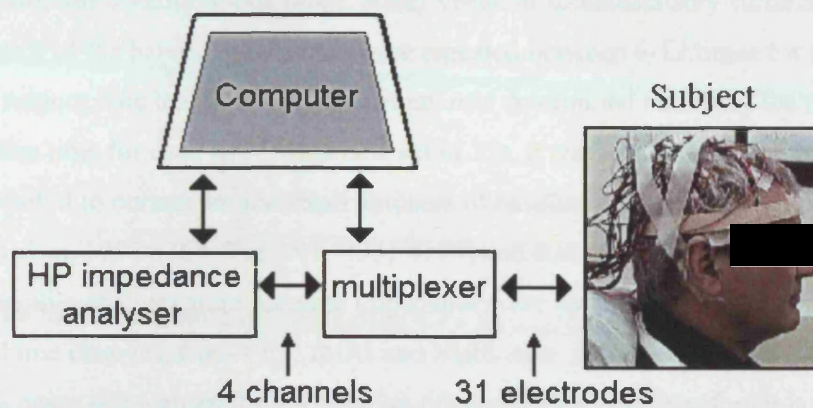 Computer
Subject
HP impedance
analyser
multiplexer
4 channels
31 electrodes